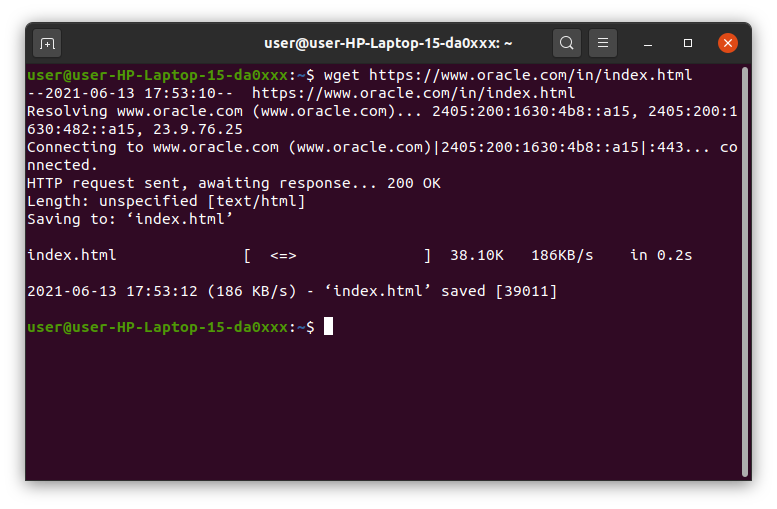 user@user-HP-Laptop-15-da0xxx: ~
user@user-HP-Laptop-15-da0xxx:~$ wget https://www.oracle.com/in/index.html
--2021-06-13 17:53:10--  https://www.oracle.com/in/index.html
Resolving www.oracle.com (www.oracle.com)... 2405:200:1630:4b8::a15, 2405:200:1
630:482::a15, 23.9.76.25
Connecting to www.oracle.com (www.oracle.com)|2405:200:1630:4b8::a15|:443... co
nnected.
HTTP request sent, awaiting response... 200 OK
Length: unspecified [text/html]
Saving to: ‘index.html’
index.html              [  <=>              ]  38.10K   186KB/s    in 0.2s
2021-06-13 17:53:12 (186 KB/s) - ‘index.html’ saved [39011]
user@user-HP-Laptop-15-da0xxx:~$